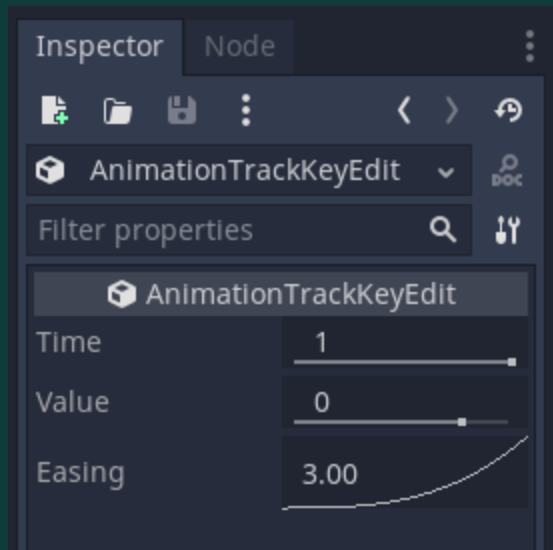 Inspector Node
AnimationTrackKeyEdit DOC
Filter properties
AnimationTrackKeyEdit
Time 1
Value 0
Easing 3.00